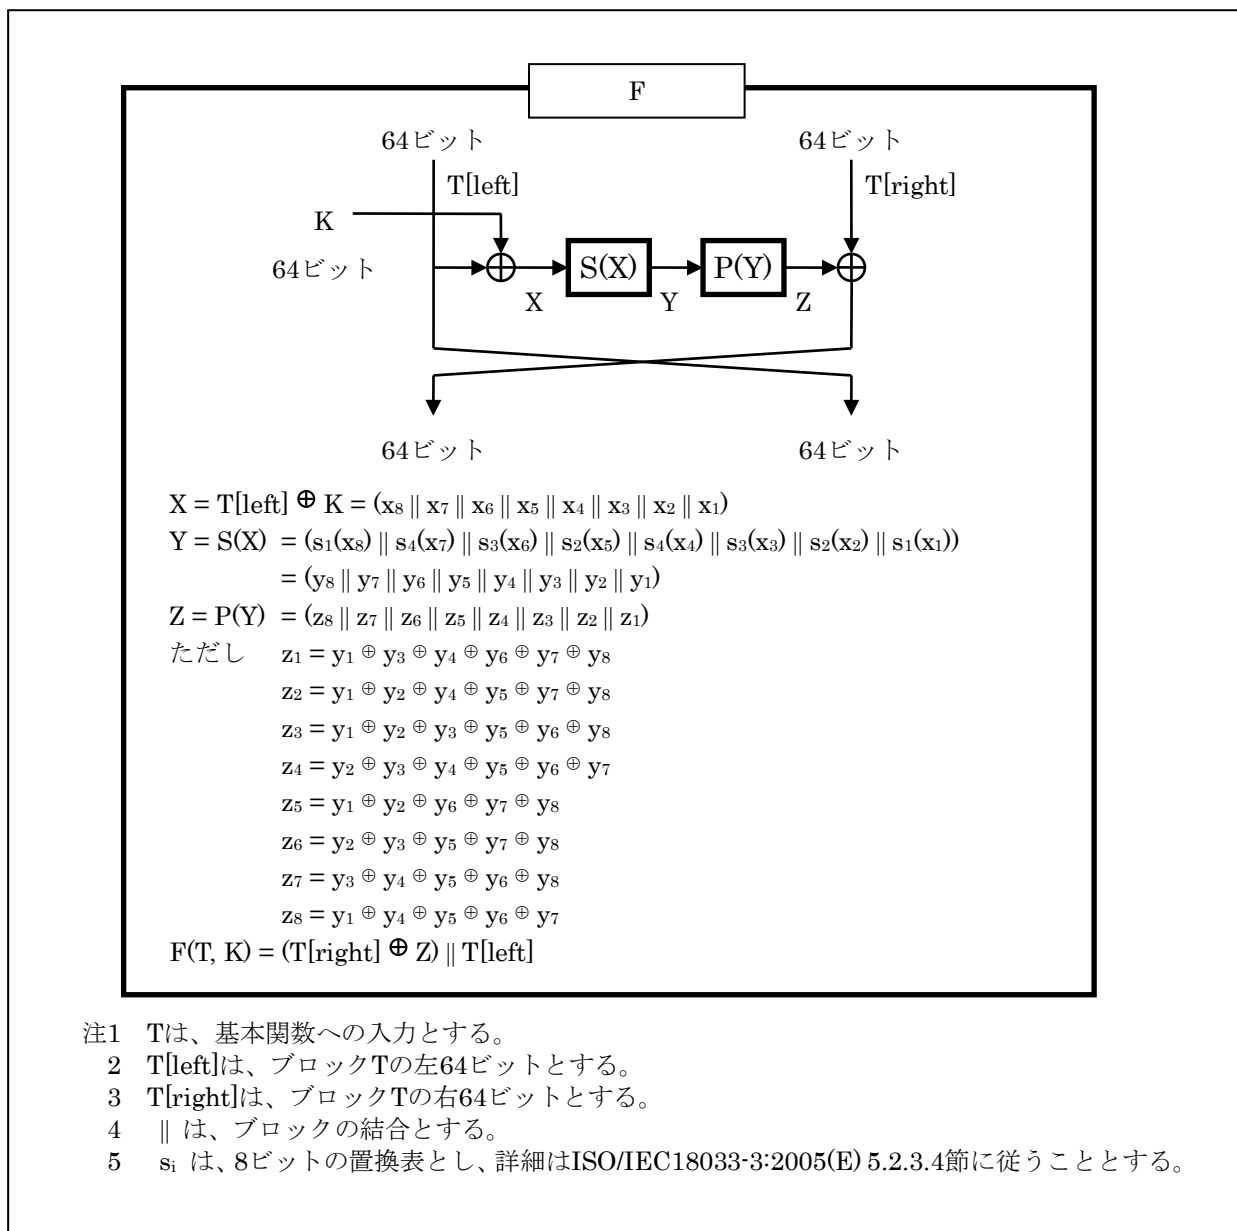 F
64ビット 64ビット
T[left] T[right]
K
64ビット S(X) P(Y)
X Y Z
64ビット 64ビット
X = T[left] ⊕ K = (x₈ || x₇ || x₆ || x₅ || x₄ || x₃ || x₂ || x₁)
Y = S(X) = (s₁(x₈) || s₄(x₇) || s₃(x₆) || s₂(x₅) || s₄(x₄) || s₃(x₃) || s₂(x₂) || s₁(x₁))
= (y₈ || y₇ || y₆ || y₅ || y₄ || y₃ || y₂ || y₁)
Z = P(Y) = (z₈ || z₇ || z₆ || z₅ || z₄ || z₃ || z₂ || z₁)
ただし z₁ = y₁ ⊕ y₃ ⊕ y₄ ⊕ y₆ ⊕ y₇ ⊕ y₈
z₂ = y₁ ⊕ y₂ ⊕ y₄ ⊕ y₅ ⊕ y₇ ⊕ y₈
z₃ = y₁ ⊕ y₂ ⊕ y₃ ⊕ y₅ ⊕ y₆ ⊕ y₈
z₄ = y₂ ⊕ y₃ ⊕ y₄ ⊕ y₅ ⊕ y₆ ⊕ y₇
z₅ = y₁ ⊕ y₂ ⊕ y₆ ⊕ y₇ ⊕ y₈
z₆ = y₂ ⊕ y₃ ⊕ y₅ ⊕ y₇ ⊕ y₈
z₇ = y₃ ⊕ y₄ ⊕ y₅ ⊕ y₆ ⊕ y₈
z₈ = y₁ ⊕ y₄ ⊕ y₅ ⊕ y₆ ⊕ y₇
F(T, K) = (T[right] ⊕ Z) || T[left]
注1 Tは、基本関数への入力とする。
2 T[left]は、ブロックTの左64ビットとする。
3 T[right]は、ブロックTの右64ビットとする。
4 || は、ブロックの結合とする。
5 sᵢ は、8ビットの置換表とし、詳細はISO/IEC18033-3:2005(E) 5.2.3.4節に従うこととする。